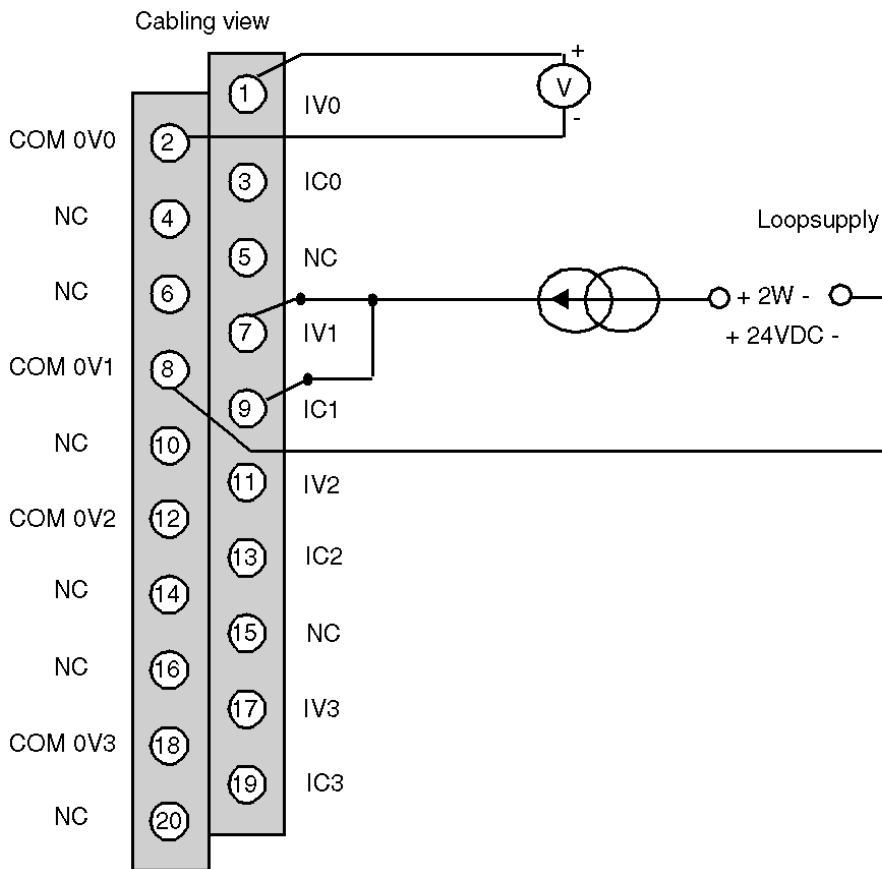 Cabling view
+
1
V
IV0
-
COM 0V0
2
3
IC0
NC
4
Loopsupply
5
NC
NC
6
+ 2W -
7
IV1
+ 24VDC -
COM 0V1
8
9
IC1
NC
10
11
IV2
COM 0V2
12
13
IC2
NC
14
15
NC
NC
16
17
IV3
COM 0V3
18
19
IC3
NC
20